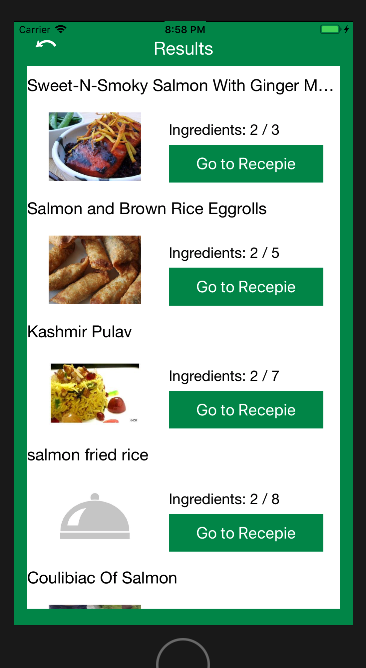 Carrier 8:58 PM
Results
Sweet-N-Smoky Salmon With Ginger M...
Ingredients: 2 / 3
Go to Recepie
Salmon and Brown Rice Eggrolls
Ingredients: 2 / 5
Go to Recepie
Kashmir Pulav
Ingredients: 2 / 7
Go to Recepie
salmon fried rice
Ingredients: 2 / 8
Go to Recepie
Coulibiac Of Salmon